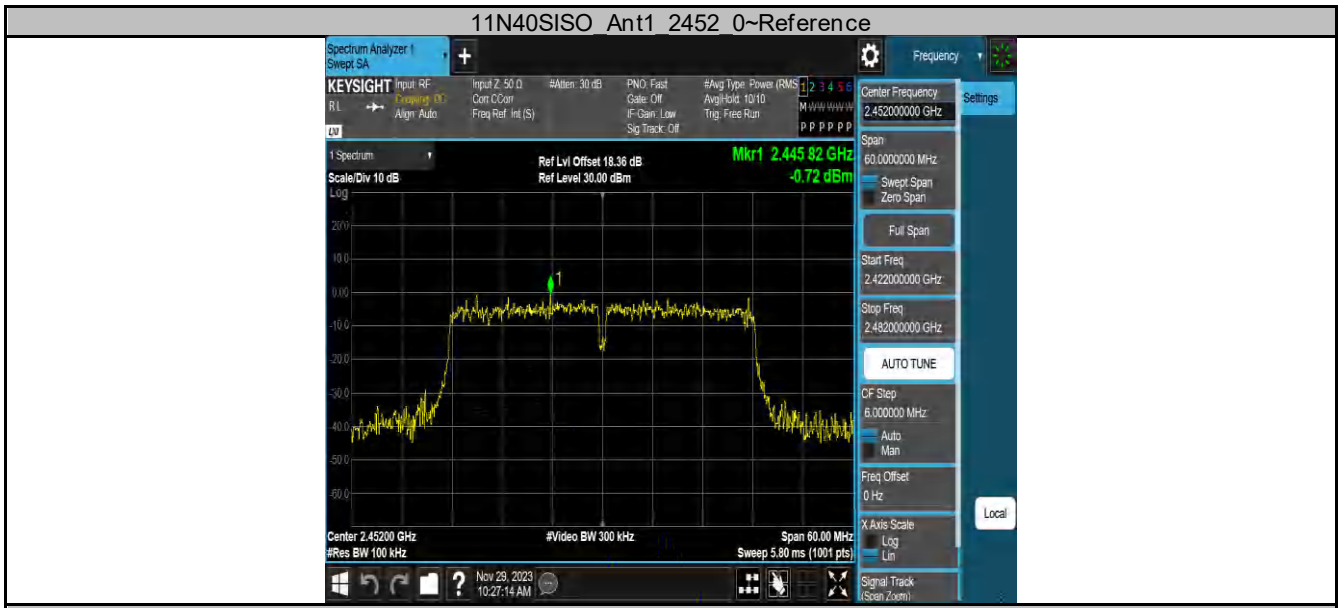 11N40SISO_Ant1_2452_0~Reference
Spectrum Analyzer 1
Swept SA
+
Frequency
KEYSIGHT
RL
LXI
Input: RF
Coupling: DC
Align: Auto
Input Z: 50 Ω
Corr CCorr
Freq Ref: Int (S)
#Atten: 30 dB
PNO: Fast
Gate: Off
IF Gain: Low
Sig Track: Off
#Avg Type: Power (RMS
Avg|Hold: 10/10
Trig: Free Run
1 2 3 4 5 6
M W W W W W
P P P P P P
1 Spectrum
Scale/Div 10 dB
Log
Ref Lvl Offset 18.36 dB
Ref Level 30.00 dBm
Mkr1 2.445 82 GHz
-0.72 dBm
20.0
10.0
0.00
-10.0
-20.0
-30.0
-40.0
-50.0
-60.0
1
Center 2.45200 GHz
#Res BW 100 kHz
#Video BW 300 kHz
Span 60.00 MHz
Sweep 5.80 ms (1001 pts)
?
Nov 29, 2023
10:27:14 AM
Center Frequency
2.452000000 GHz
Settings
Span
60.0000000 MHz
Swept Span
Zero Span
Full Span
Start Freq
2.422000000 GHz
Stop Freq
2.482000000 GHz
AUTO TUNE
CF Step
6.000000 MHz
Auto
Man
Freq Offset
0 Hz
Local
X Axis Scale
Log
Lin
Signal Track
(Span Zoom)